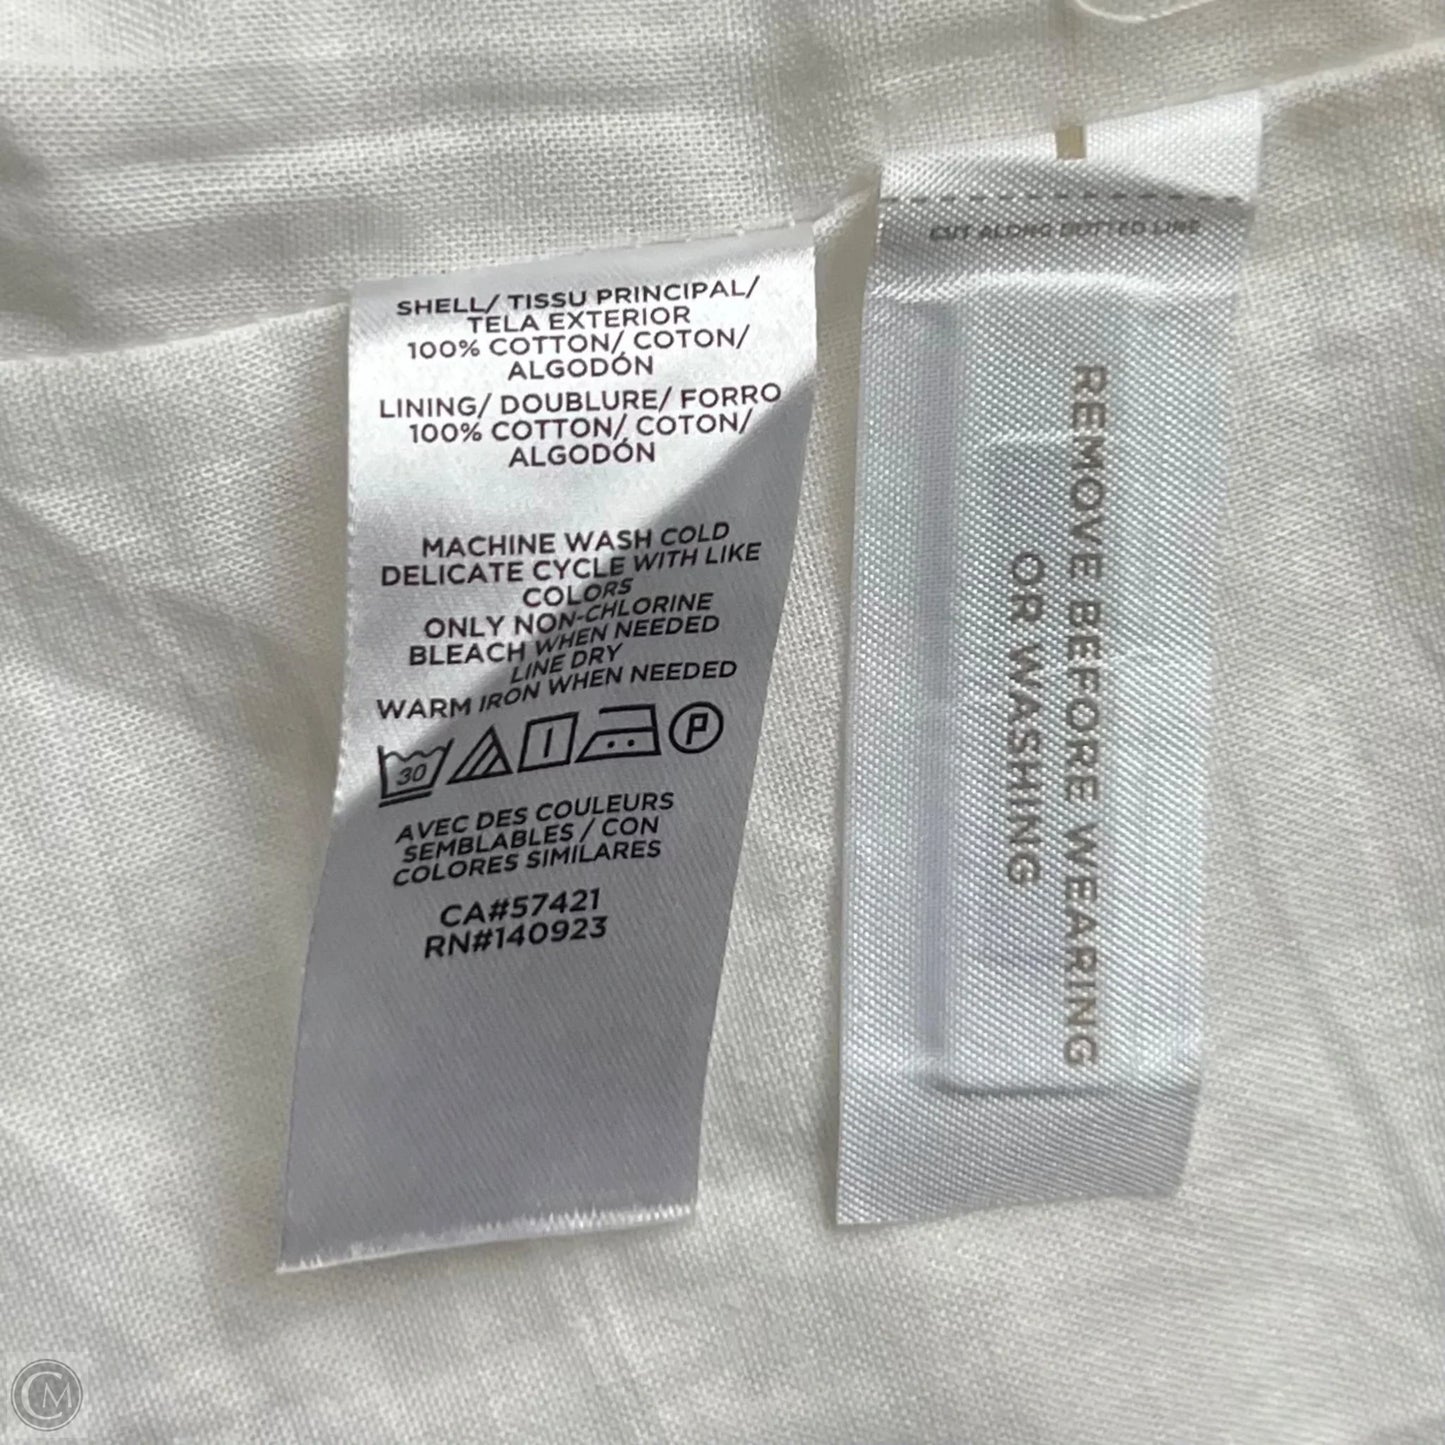 SHELL/ TISSU PRINCIPAL/
TELA EXTERIOR
100% COTTON/ COTON/
ALGODÓN
LINING/ DOUBLURE/ FORRO
100% COTTON/ COTON/
ALGODÓN
MACHINE WASH COLD
DELICATE CYCLE WITH LIKE
COLORS
ONLY NON-CHLORINE
BLEACH WHEN NEEDED
LINE DRY
WARM IRON WHEN NEEDED
30 P
AVEC DES COULEURS
SEMBLABLES / CON
COLORES SIMILARES
CA#57421
RN#140923
CUT ALONG DOTTED LINE
REMOVE BEFORE WEARING
OR WASHING
CM